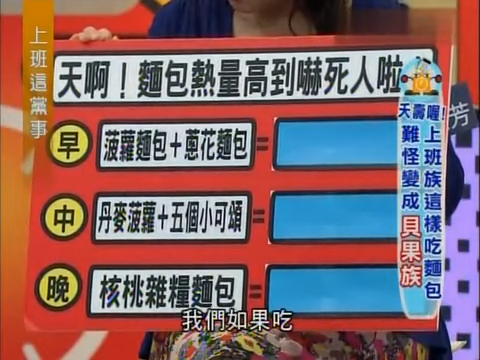 上班這黨事
天啊！麵包熱量高到嚇死人啦
早 菠蘿麵包＋蔥花麵包=
中 丹麥菠蘿＋五個小可頌=
晚 核桃雜糧麵包=
夭壽喔！
上班族這樣吃麵包
難怪變成貝果族
芳
我們如果吃